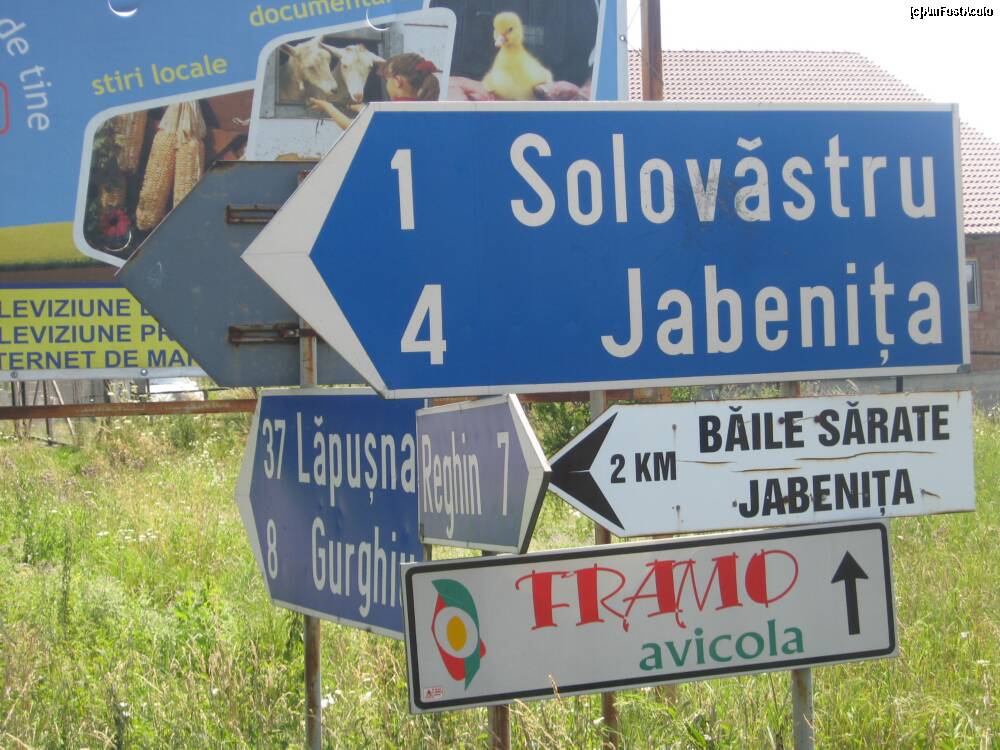 (c)AmFostAcolo
documentar
de tine
stiri locale
1 Solovăstru
4 Jabenița
LEVIZIUNE
LEVIZIUNE PR
TERNET DE MA
37 Lăpușna
8 Gurghiu
Reghin 7
2 KM BĂILE SĂRATE
JABENIȚA
FRAMO
avicola